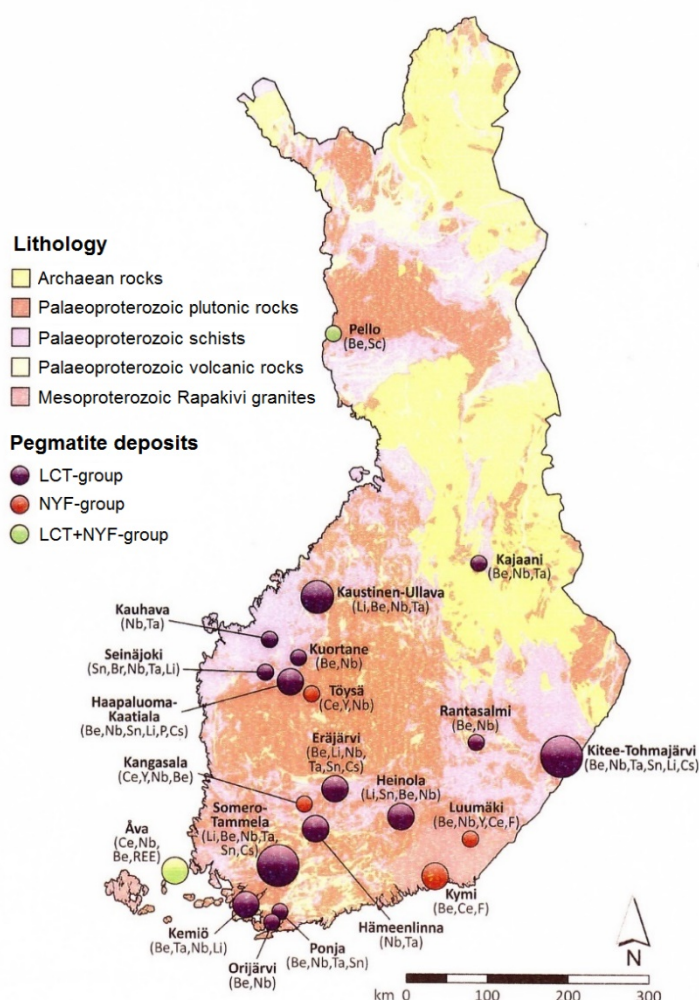 Lithology
Archaean rocks
Palaeoproterozoic plutonic rocks
Palaeoproterozoic schists
Palaeoproterozoic volcanic rocks
Mesoproterozoic Rapakivi granites
Pegmatite deposits
LCT-group
NYF-group
LCT+NYF-group
Pello
(Be,Sc)
Kajaani
(Be,Nb,Ta)
Kaustinen-Ullava
(Li,Be,Nb,Ta)
Kauhava
(Nb,Ta)
Kuortane
(Be,Nb)
Seinäjoki
(Sn,Br,Nb,Ta,Li)
Töysä
(Ce,Y,Nb)
Haapaluoma-
Kaatiala
(Be,Nb,Sn,Li,P,Cs)
Rantasalmi
(Be,Nb)
Kitee-Tohmajärvi
(Be,Nb,Ta,Sn,Li,Cs)
Eräjärvi
(Be,Li,Nb,
Ta,Sn,Cs)
Kangasala
(Ce,Y,Nb,Be)
Heinola
(Li,Sn,Be,Nb)
Luumäki
(Be,Nb,Y,Ce,F)
Somero-
Tammela
(Li,Be,Nb,Ta,
Sn,Cs)
Åva
(Ce,Nb,
Be,REE)
Kymi
(Be,Ce,F)
Hämeenlinna
(Nb,Ta)
Kemiö
(Be,Ta,Nb,Li)
Ponja
(Be,Nb,Ta,Sn)
Orijärvi
(Be,Nb)
N
km 0 100 200 300